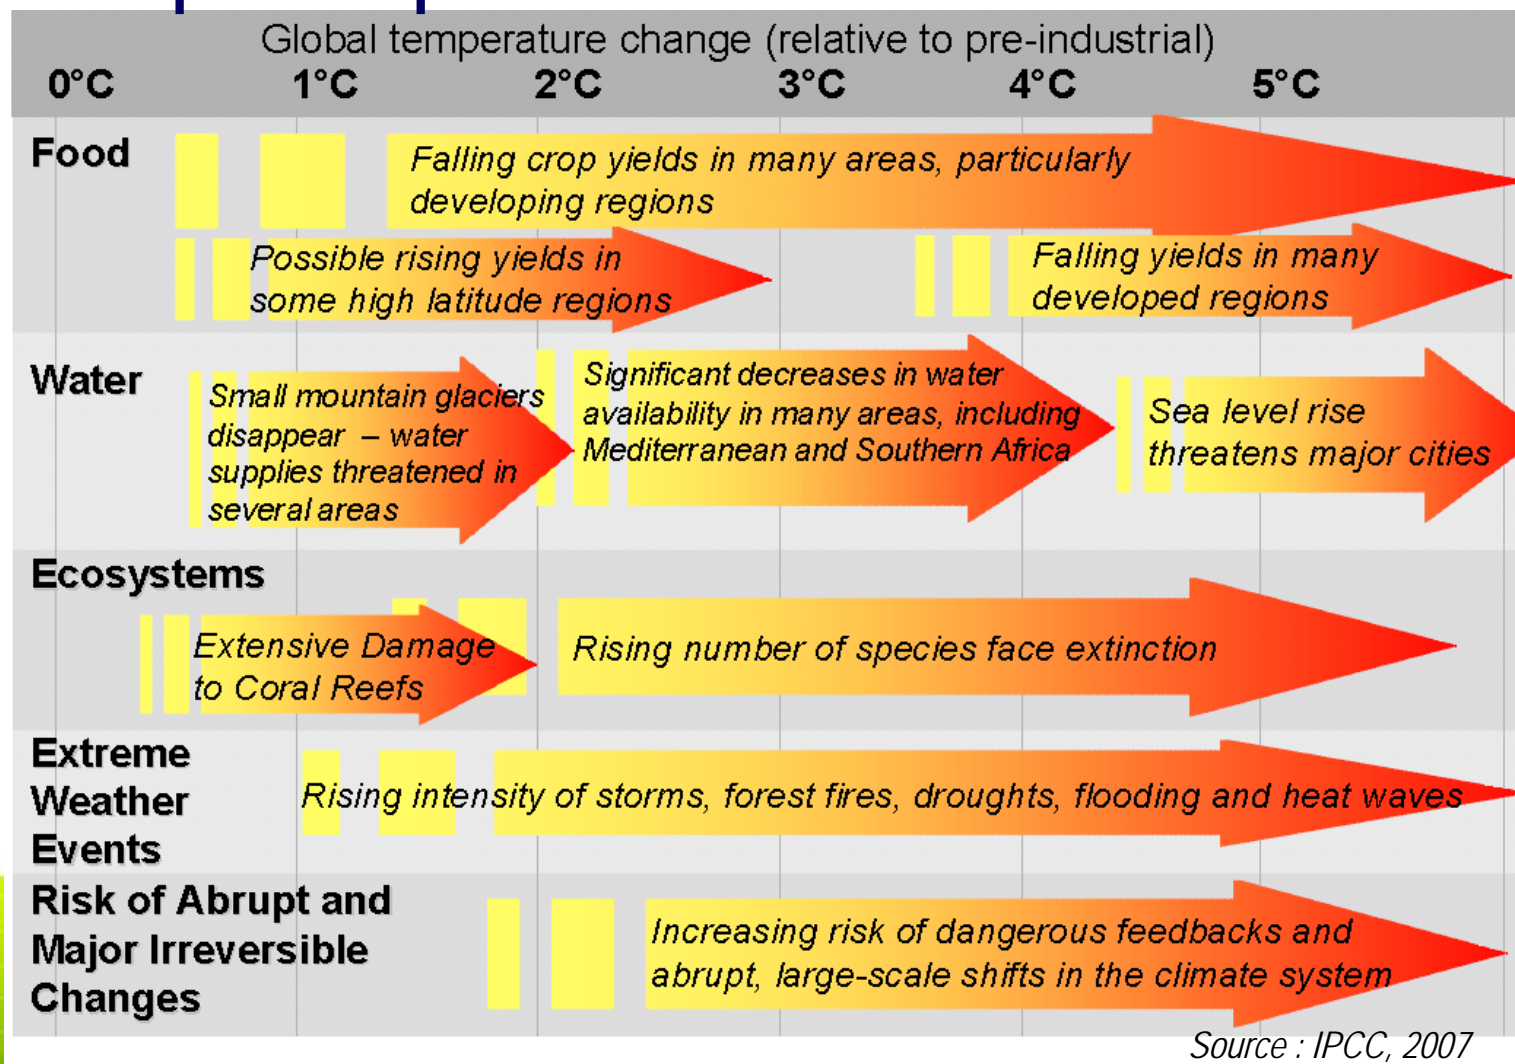 Global temperature change (relative to pre-industrial)
0°C 1°C 2°C 3°C 4°C 5°C
Food
Falling crop yields in many areas, particularly
developing regions
Possible rising yields in
some high latitude regions
Falling yields in many
developed regions
Water
Small mountain glaciers
disappear – water
supplies threatened in
several areas
Significant decreases in water
availability in many areas, including
Mediterranean and Southern Africa
Sea level rise
threatens major cities
Ecosystems
Extensive Damage
to Coral Reefs
Rising number of species face extinction
Extreme
Weather
Events
Rising intensity of storms, forest fires, droughts, flooding and heat waves
Risk of Abrupt and
Major Irreversible
Changes
Increasing risk of dangerous feedbacks and
abrupt, large-scale shifts in the climate system
Source : IPCC, 2007